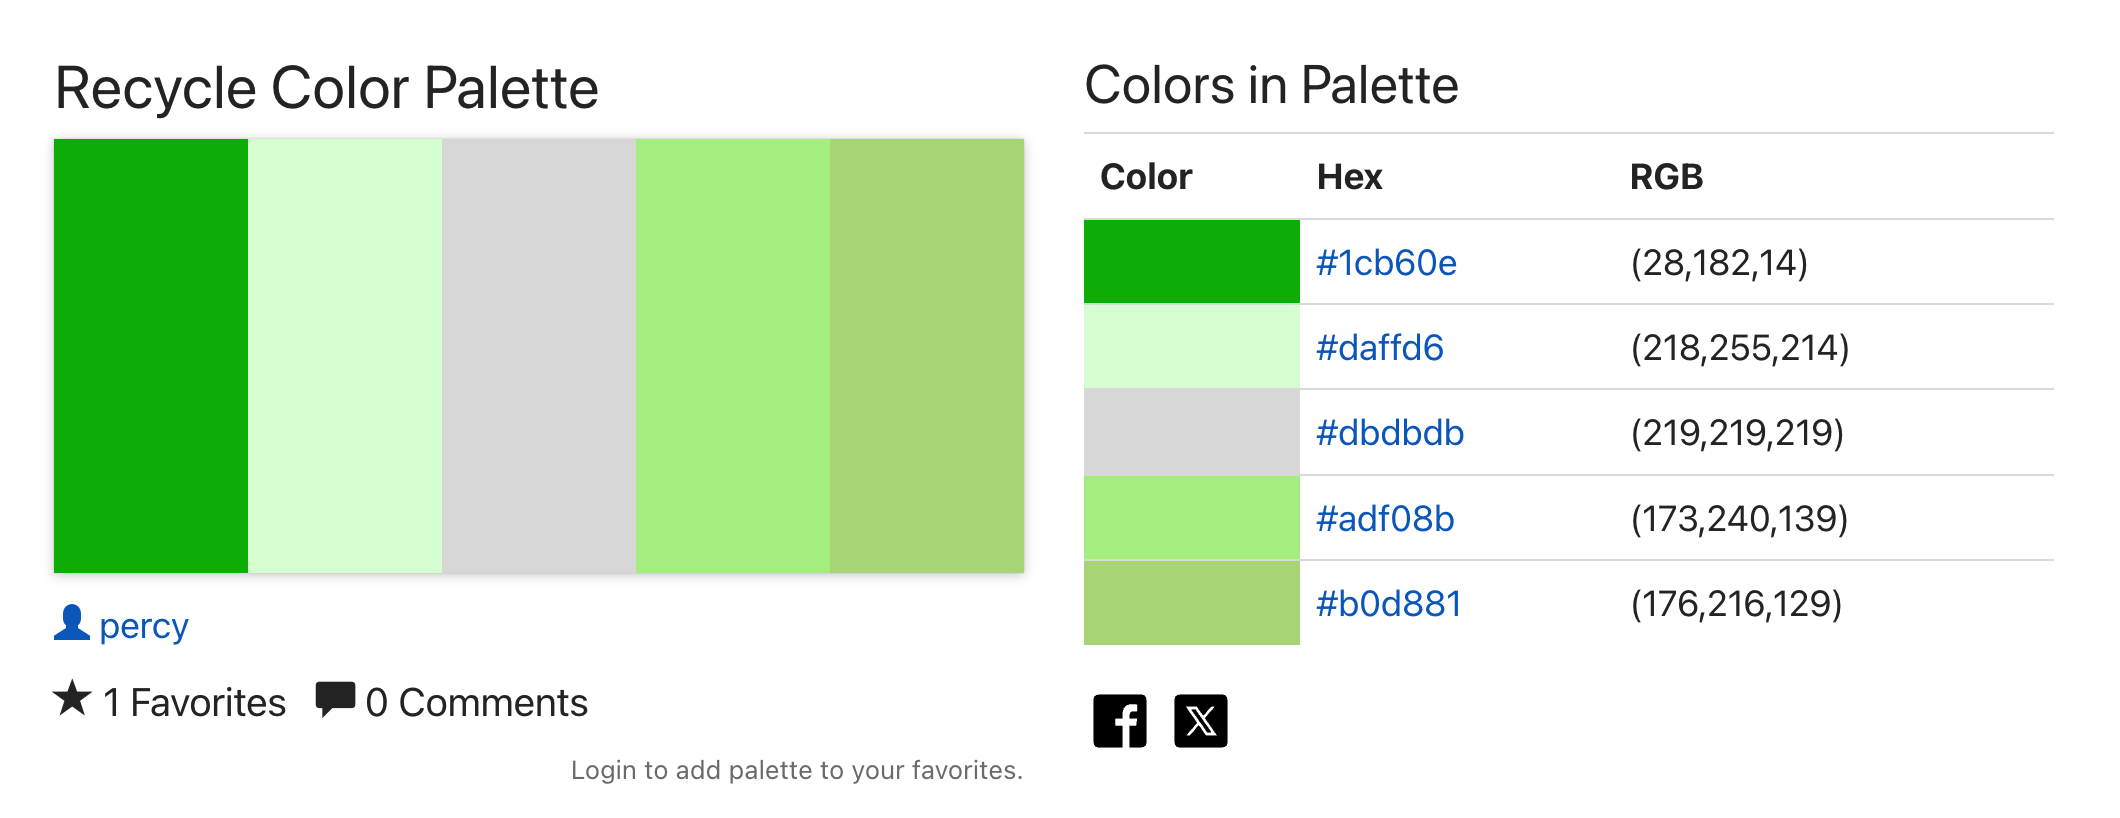 Recycle Color Palette
percy
1 Favorites 0 Comments
Login to add palette to your favorites.
Colors in Palette
Color Hex RGB
#1cb60e (28,182,14)
#daffd6 (218,255,214)
#dbdbdb (219,219,219)
#adf08b (173,240,139)
#b0d881 (176,216,129)